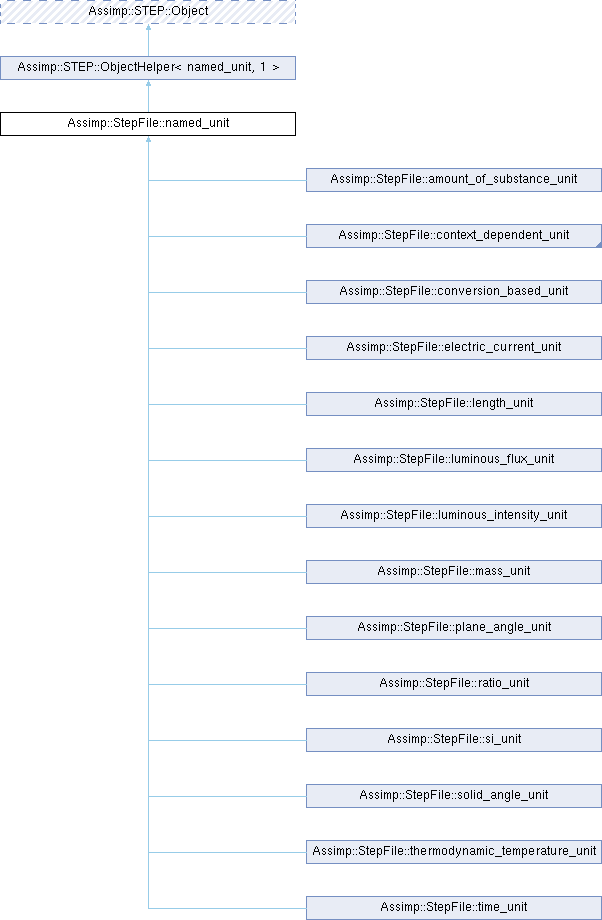 Assimp::STEP::Object
Assimp::STEP::ObjectHelper< named_unit, 1 >
Assimp::StepFile::named_unit
Assimp::StepFile::amount_of_substance_unit
Assimp::StepFile::context_dependent_unit
Assimp::StepFile::conversion_based_unit
Assimp::StepFile::electric_current_unit
Assimp::StepFile::length_unit
Assimp::StepFile::luminous_flux_unit
Assimp::StepFile::luminous_intensity_unit
Assimp::StepFile::mass_unit
Assimp::StepFile::plane_angle_unit
Assimp::StepFile::ratio_unit
Assimp::StepFile::si_unit
Assimp::StepFile::solid_angle_unit
Assimp::StepFile::thermodynamic_temperature_unit
Assimp::StepFile::time_unit